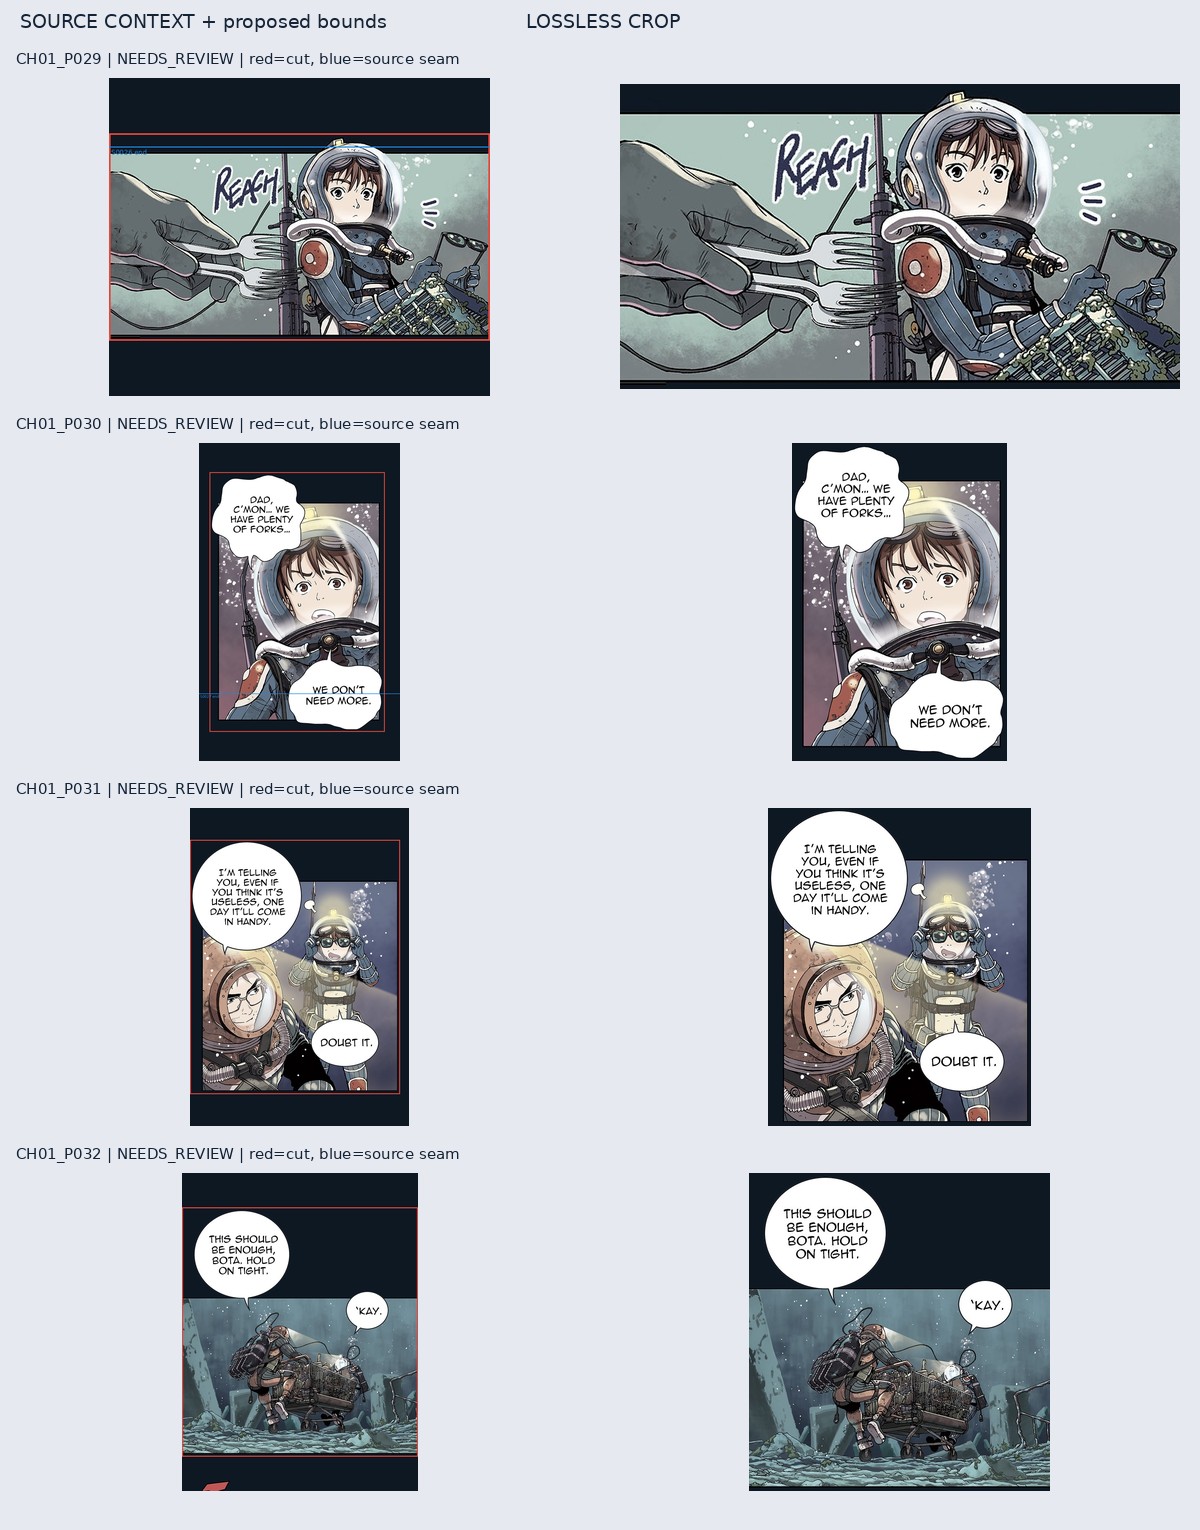 SOURCE CONTEXT + proposed bounds
LOSSLESS CROP
CH01_P029 | NEEDS_REVIEW | red=cut, blue=source seam
S0026 end
REACH
REACH
CH01_P030 | NEEDS_REVIEW | red=cut, blue=source seam
DAD,
C'MON... WE
HAVE PLENTY
OF FORKS...
WE DON'T
NEED MORE.
DAD,
C'MON... WE
HAVE PLENTY
OF FORKS...
WE DON'T
NEED MORE.
CH01_P031 | NEEDS_REVIEW | red=cut, blue=source seam
I'M TELLING
YOU, EVEN IF
YOU THINK IT'S
USELESS, ONE
DAY IT'LL COME
IN HANDY.
DOUBT IT.
I'M TELLING
YOU, EVEN IF
YOU THINK IT'S
USELESS, ONE
DAY IT'LL COME
IN HANDY.
DOUBT IT.
CH01_P032 | NEEDS_REVIEW | red=cut, blue=source seam
THIS SHOULD
BE ENOUGH,
BOTA. HOLD
ON TIGHT.
'KAY.
THIS SHOULD
BE ENOUGH,
BOTA. HOLD
ON TIGHT.
'KAY.